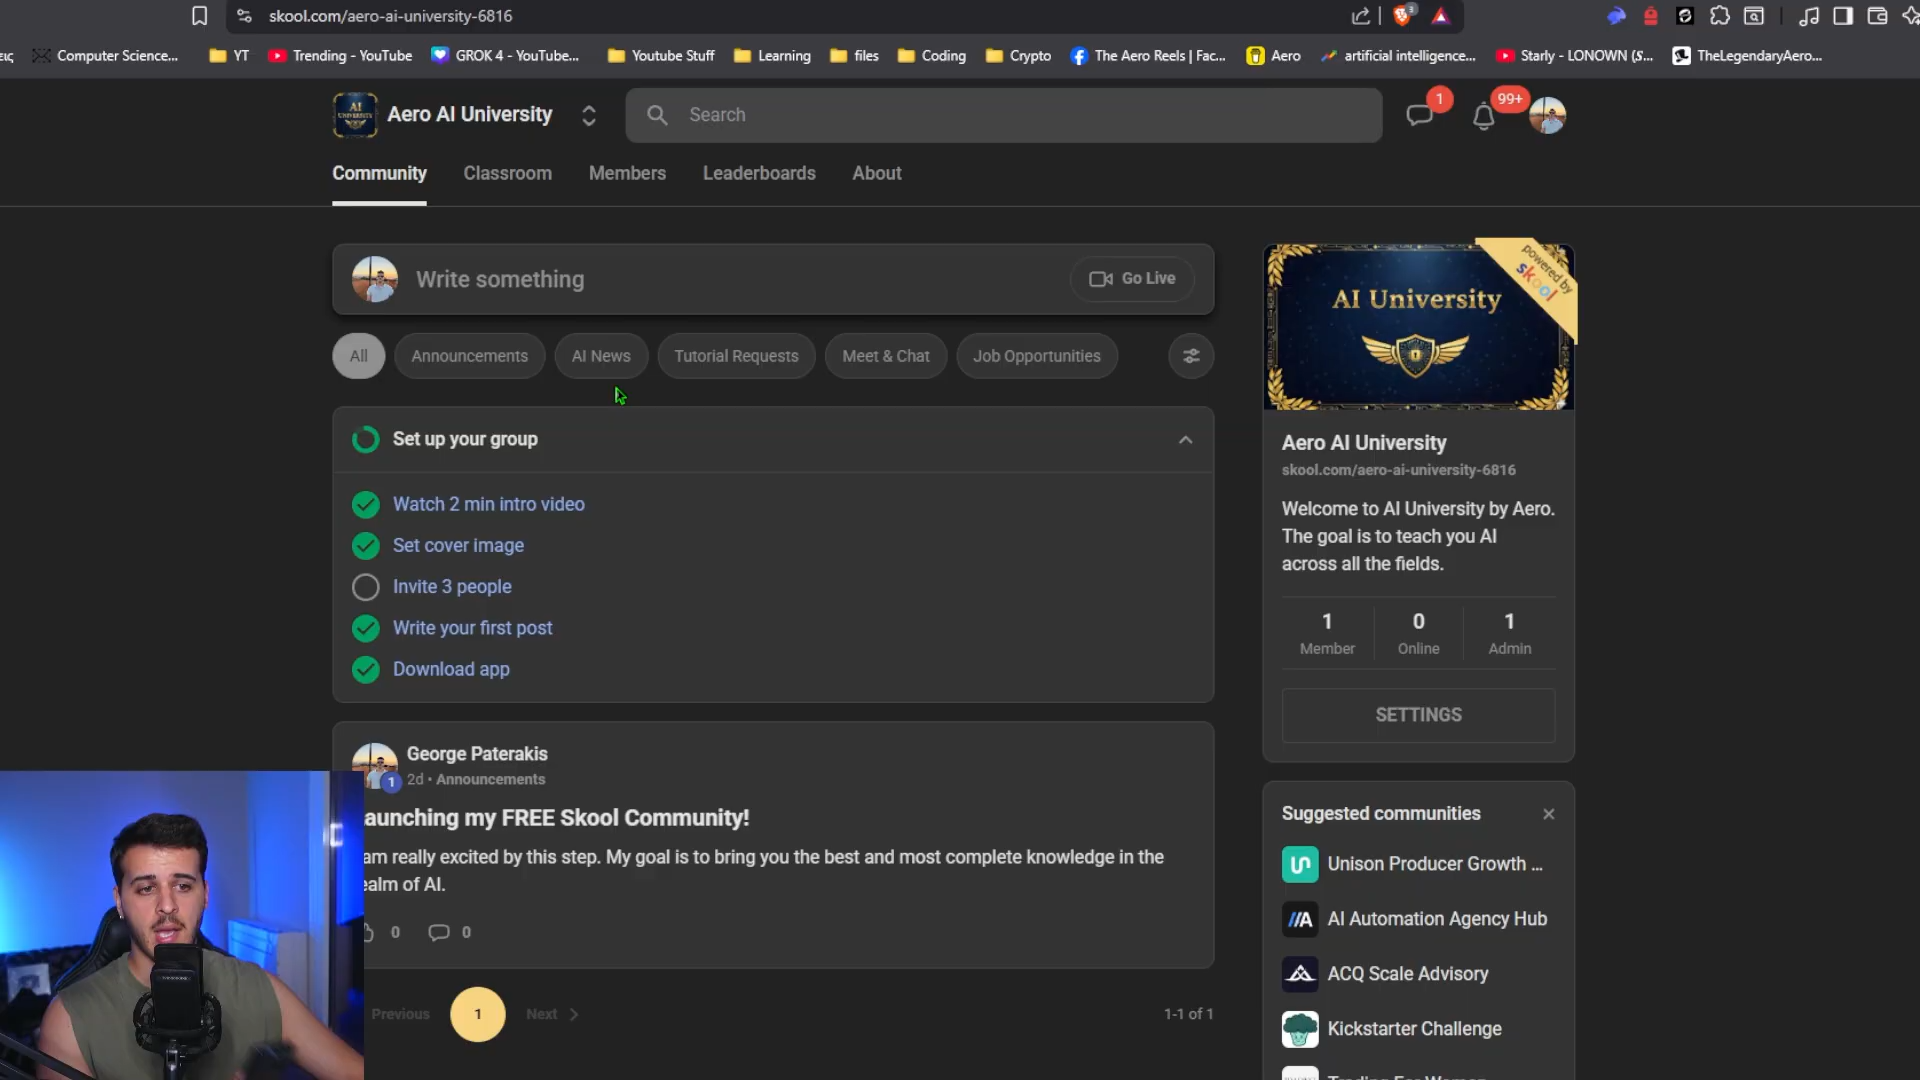 skool.com/aero-ai-university-6816
3
εις
Computer Science...
YT
Trending - YouTube
GROK 4 - YouTube...
Youtube Stuff
Learning
files
Coding
Crypto
The Aero Reels | Fac...
Aero
artificial intelligence...
Starly - LONOWN (S...
TheLegendaryAero...
AI
UNIVERSITY
Aero AI University
Search
1
99+
Community
Classroom
Members
Leaderboards
About
Write something
Go Live
All
Announcements
AI News
Tutorial Requests
Meet & Chat
Job Opportunities
Set up your group
Watch 2 min intro video
Set cover image
Invite 3 people
Write your first post
Download app
George Paterakis
1
2d • Announcements
aunching my FREE Skool Community!
am really excited by this step. My goal is to bring you the best and most complete knowledge in the
ealm of AI.
0
0
Previous
1
Next
1-1 of 1
AI University
powered by
skool
Aero AI University
skool.com/aero-ai-university-6816
Welcome to AI University by Aero.
The goal is to teach you AI
across all the fields.
1
0
1
Member
Online
Admin
SETTINGS
Suggested communities
Unison Producer Growth ...
AI Automation Agency Hub
ACQ Scale Advisory
Kickstarter Challenge